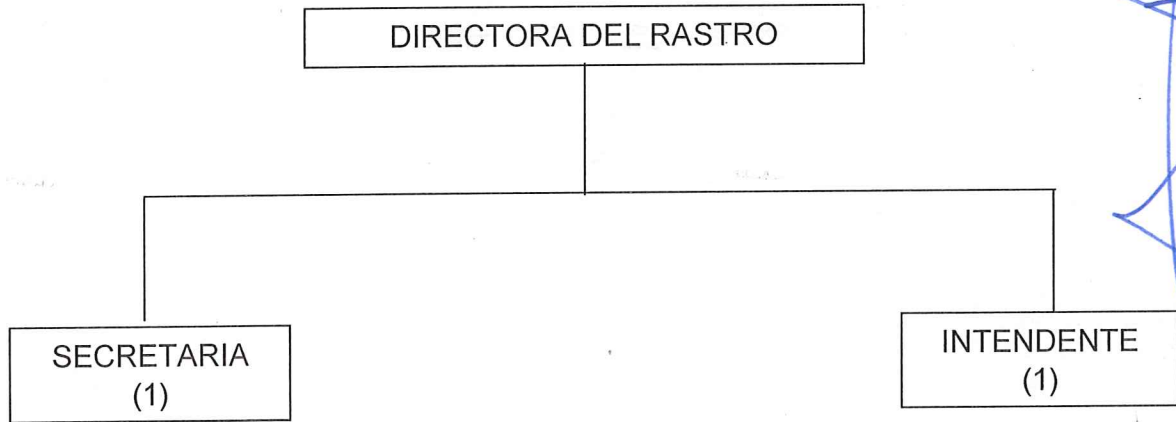 DIRECTORA DEL RASTRO
SECRETARIA
(1)
INTENDENTE
(1)